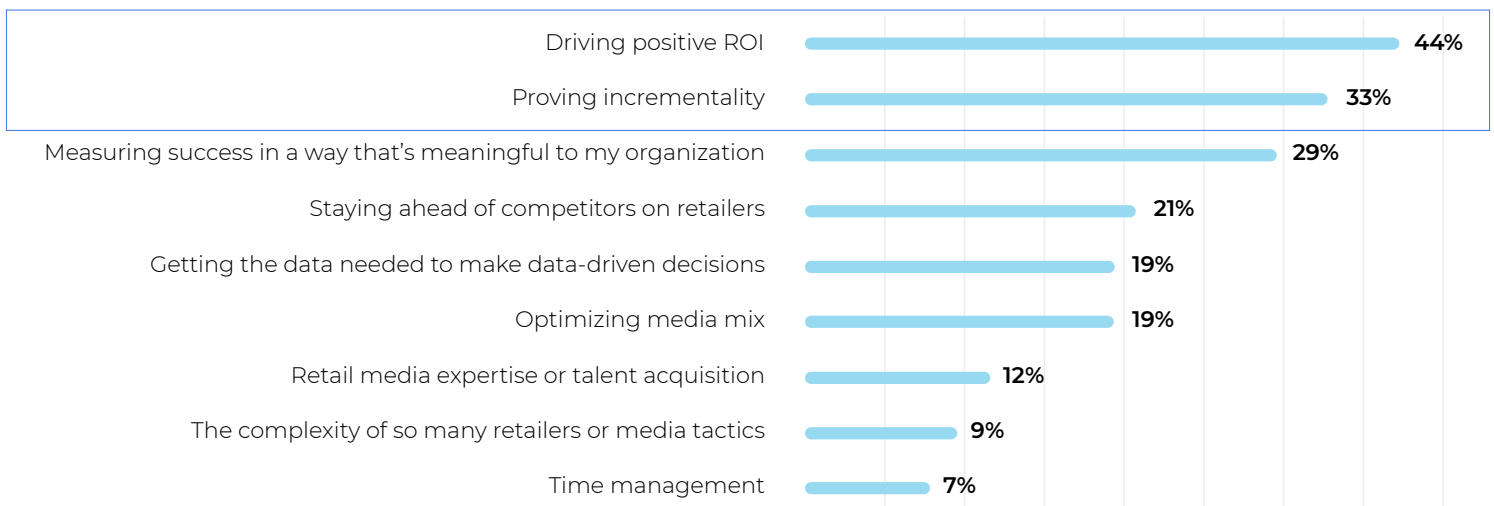 Driving positive ROI 44%
Proving incrementality 33%
Measuring success in a way that's meaningful to my organization 29%
Staying ahead of competitors on retailers 21%
Getting the data needed to make data-driven decisions 19%
Optimizing media mix 19%
Retail media expertise or talent acquisition 12%
The complexity of so many retailers or media tactics 9%
Time management 7%